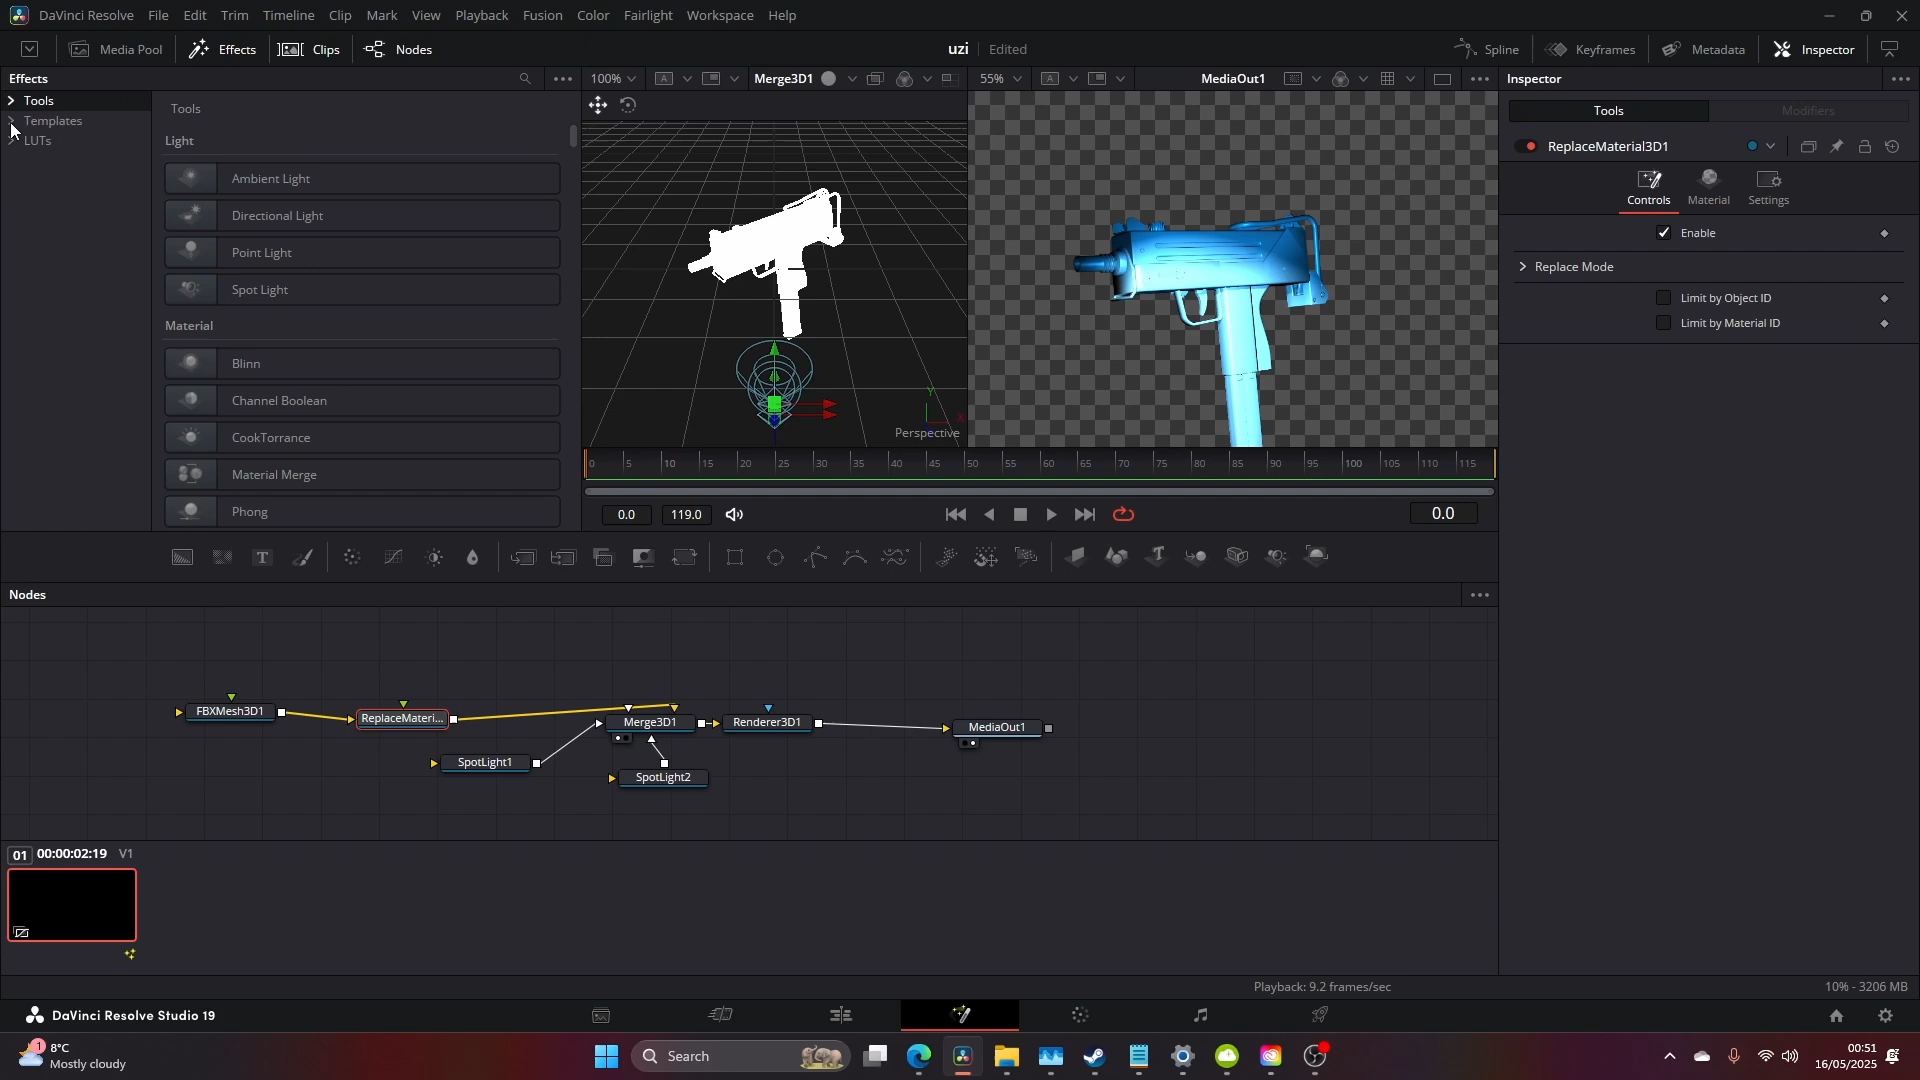 DaVinci Resolve File Edit Trim Timeline Clip Mark View Playback Fusion Color Fairlight Workspace Help
Media Pool Effects Clips Nodes uzi Edited Spline Keyframes Metadata Inspector
Effects 100% A Merge3D1 55% A MediaOut1 Inspector
Tools
Templates
LUTs
Tools
Light
Ambient Light
Directional Light
Point Light
Spot Light
Material
Blinn
Channel Boolean
CookTorrance
Material Merge
Phong
Y
X
Perspective
0 5 10 15 20 25 30 35 40 45 50 55 60 65 70 75 80 85 90 95 100 105 110 115
0.0 119.0 0.0
Tools Modifiers
ReplaceMaterial3D1
Controls Material Settings
Enable
Replace Mode
Limit by Object ID
Limit by Material ID
T
Nodes
FBXMesh3D1 ReplaceMateri... Merge3D1 Renderer3D1 MediaOut1
SpotLight1 SpotLight2
01 00:00:02:19 V1
Playback: 9.2 frames/sec 10% - 3206 MB
DaVinci Resolve Studio 19
1 8°C
Mostly cloudy
Search
00:51
16/05/2025